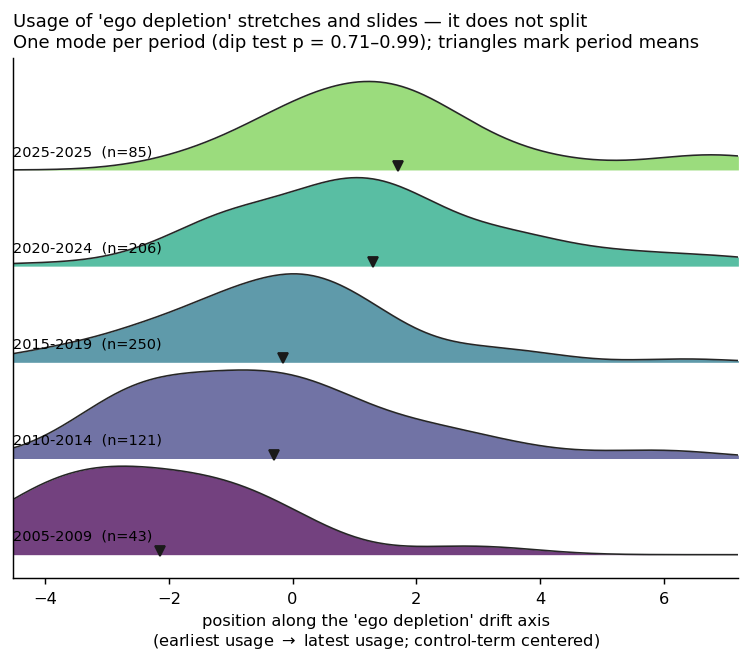 Usage of 'ego depletion' stretches and slides — it does not split
One mode per period (dip test p = 0.71–0.99); triangles mark period means
2025-2025 (n=85)
2020-2024 (n=206)
2015-2019 (n=250)
2010-2014 (n=121)
2005-2009 (n=43)
−4 −2 0 2 4 6
position along the 'ego depletion' drift axis
(earliest usage → latest usage; control-term centered)